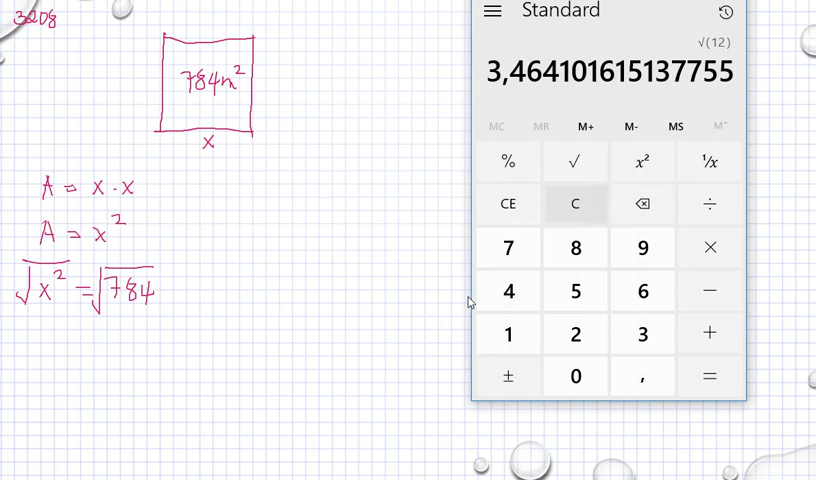 3208
784m²
x
A = x · x
A = x²
√x² = √784
Standard
√(12)
3,464101615137755
MC MR M+ M- MS M˅
% √ x² ¹/x
CE C ÷
7 8 9 ×
4 5 6 −
1 2 3 +
± 0 , =